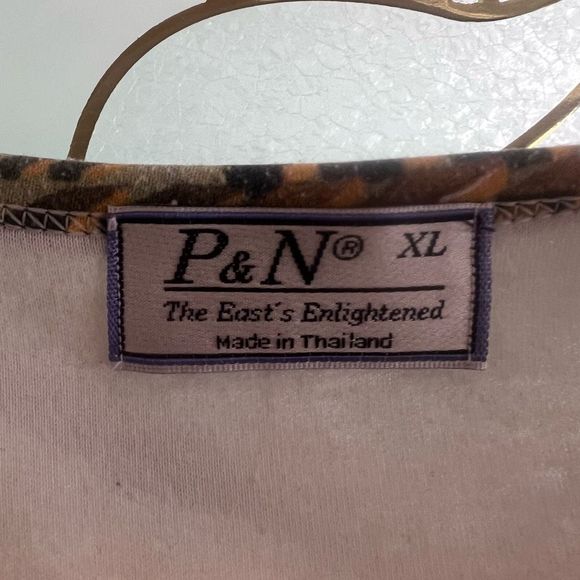 P&N® XL
The East's Enlightened
Made in Thailand